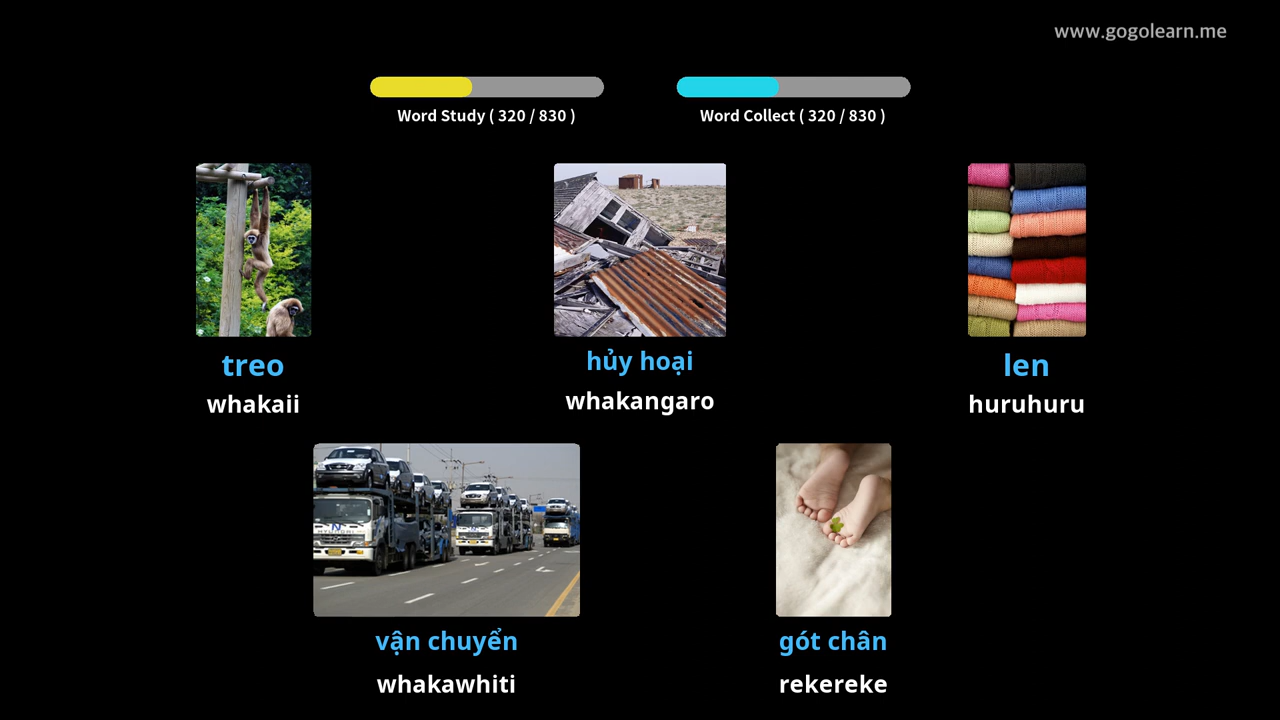 www.gogolearn.me
Word Study ( 320 / 830 )
Word Collect ( 320 / 830 )
treo
whakaii
hủy hoại
whakangaro
len
huruhuru
vận chuyển
whakawhiti
gót chân
rekereke